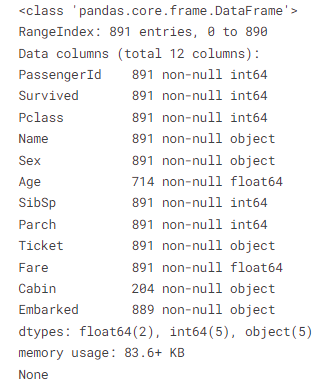 <class 'pandas.core.frame.DataFrame'>
RangeIndex: 891 entries, 0 to 890
Data columns (total 12 columns):
PassengerId    891 non-null int64
Survived       891 non-null int64
Pclass         891 non-null int64
Name           891 non-null object
Sex            891 non-null object
Age            714 non-null float64
SibSp          891 non-null int64
Parch          891 non-null int64
Ticket         891 non-null object
Fare           891 non-null float64
Cabin          204 non-null object
Embarked       889 non-null object
dtypes: float64(2), int64(5), object(5)
memory usage: 83.6+ KB
None